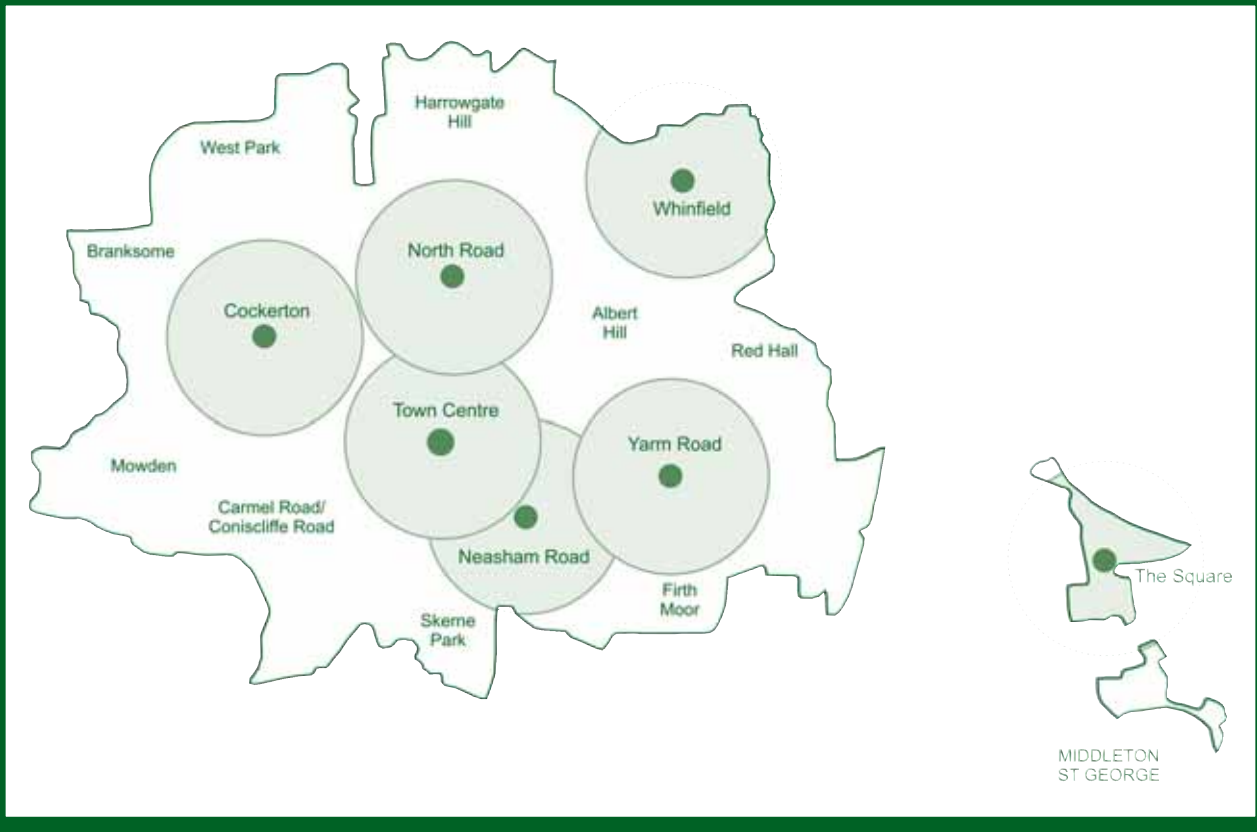 Harrowgate
Hill
West Park
Whinfield
Branksome
North Road
Cockerton
Albert
Hill
Red Hall
Town Centre
Yarm Road
Mowden
Carmel Road/
Coniscliffe Road
Neasham Road
The Square
Firth
Moor
Skerne
Park
MIDDLETON
ST GEORGE